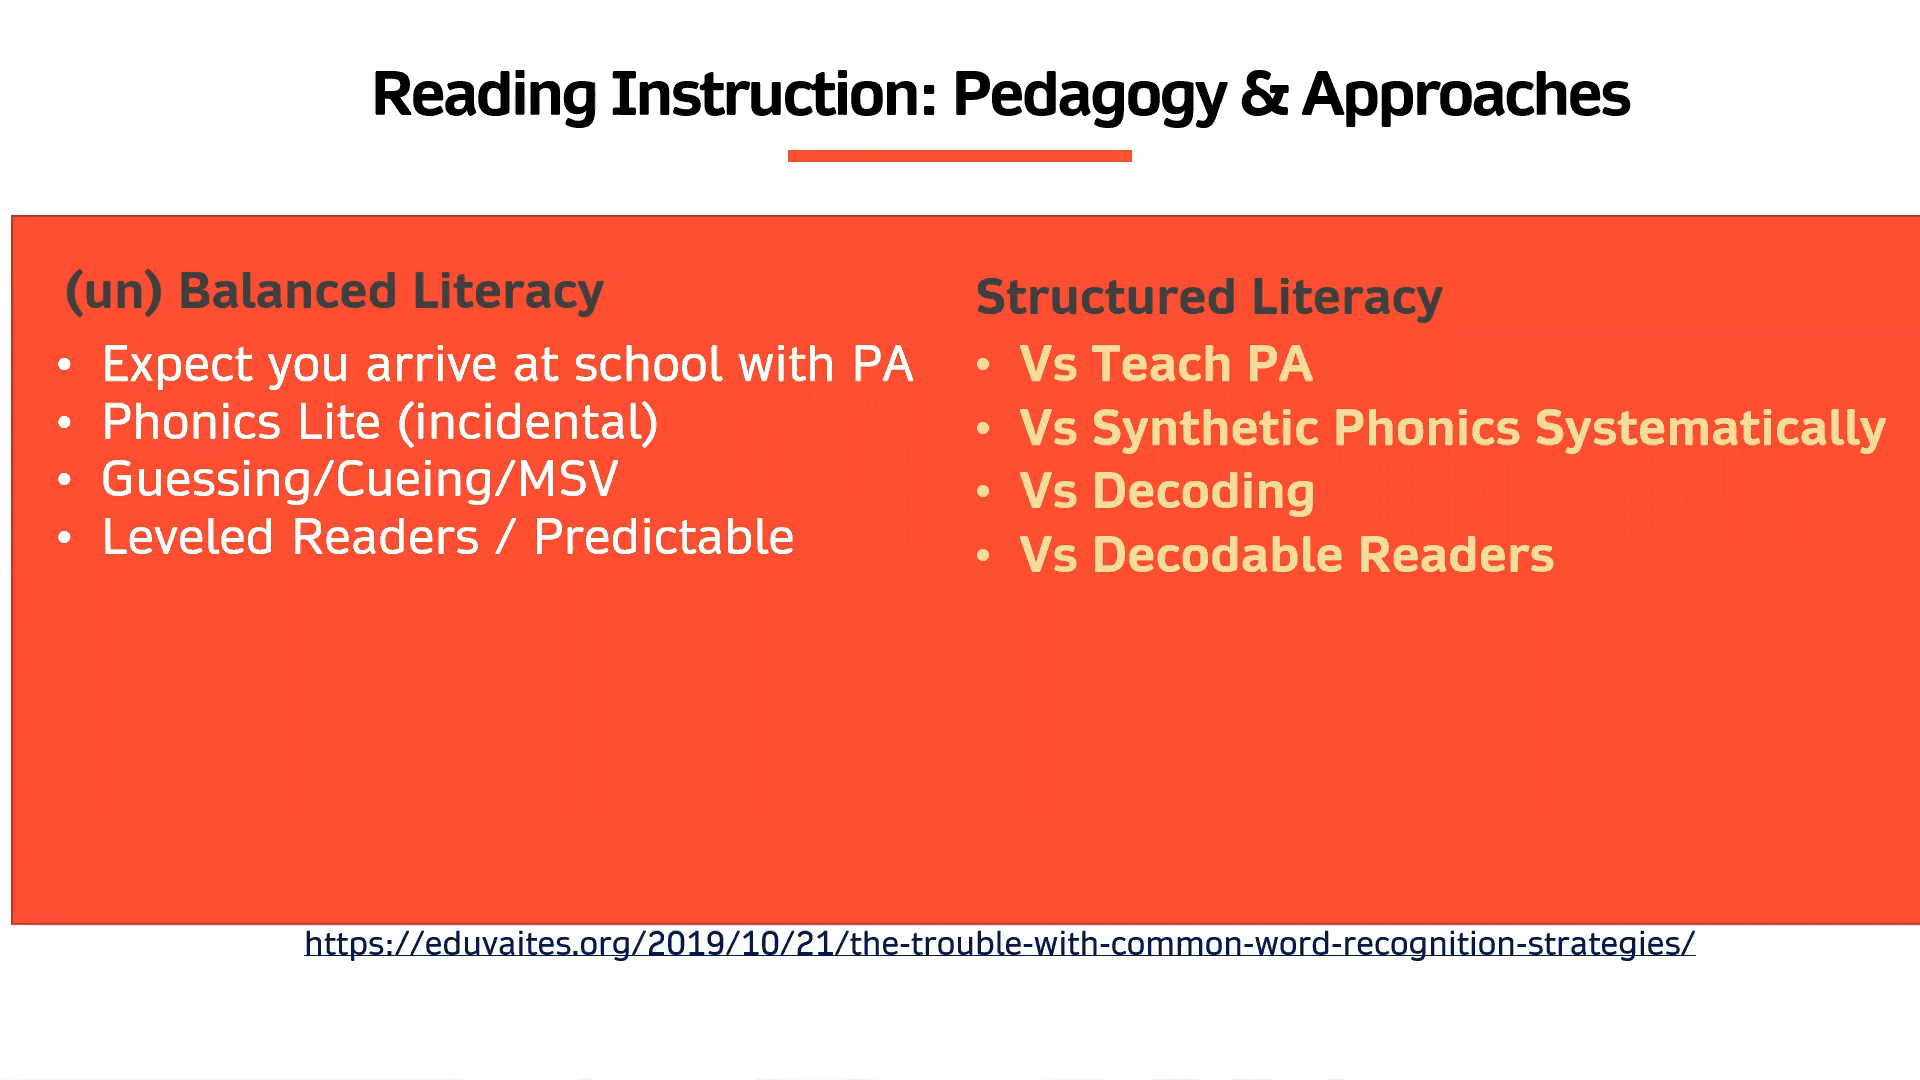 Reading Instruction: Pedagogy & Approaches
(un) Balanced Literacy
• Expect you arrive at school with PA
• Phonics Lite (incidental)
• Guessing/Cueing/MSV
• Leveled Readers / Predictable
Structured Literacy
• Vs Teach PA
• Vs Synthetic Phonics Systematically
• Vs Decoding
• Vs Decodable Readers
https://eduvaites.org/2019/10/21/the-trouble-with-common-word-recognition-strategies/